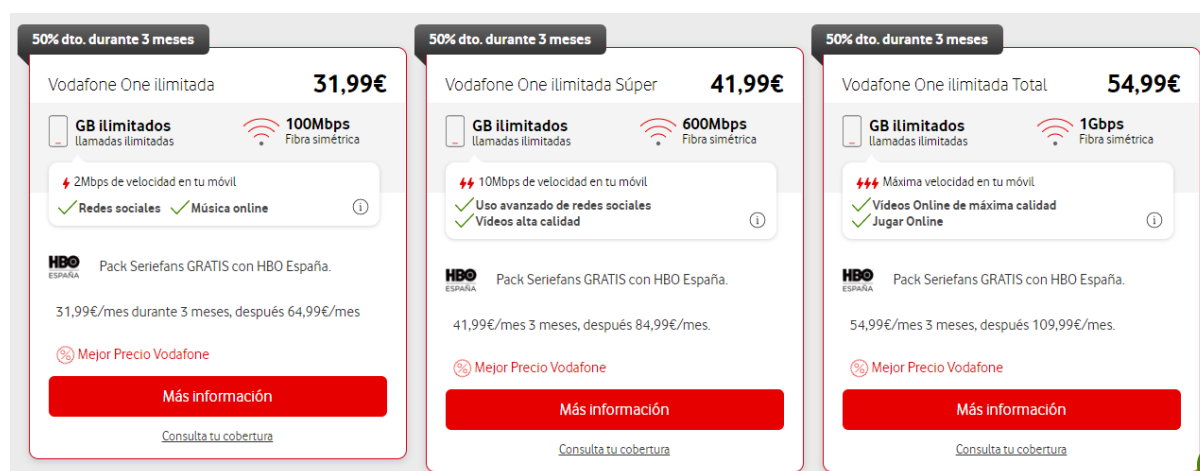 50% dto. durante 3 meses
Vodafone One ilimitada 31,99€
GB ilimitados
llamadas ilimitadas
100Mbps
Fibra simétrica
2Mbps de velocidad en tu móvil
Redes sociales Música online
HBO
ESPAÑA
Pack Seriefans GRATIS con HBO España.
31,99€/mes durante 3 meses, después 64,99€/mes
Mejor Precio Vodafone
Más información
Consulta tu cobertura
50% dto. durante 3 meses
Vodafone One ilimitada Súper 41,99€
GB ilimitados
llamadas ilimitadas
600Mbps
Fibra simétrica
10Mbps de velocidad en tu móvil
Uso avanzado de redes sociales
Vídeos alta calidad
HBO
ESPAÑA
Pack Seriefans GRATIS con HBO España.
41,99€/mes 3 meses, después 84,99€/mes.
Mejor Precio Vodafone
Más información
Consulta tu cobertura
50% dto. durante 3 meses
Vodafone One ilimitada Total 54,99€
GB ilimitados
llamadas ilimitadas
1Gbps
Fibra simétrica
Máxima velocidad en tu móvil
Vídeos Online de máxima calidad
Jugar Online
HBO
ESPAÑA
Pack Seriefans GRATIS con HBO España.
54,99€/mes 3 meses, después 109,99€/mes.
Mejor Precio Vodafone
Más información
Consulta tu cobertura